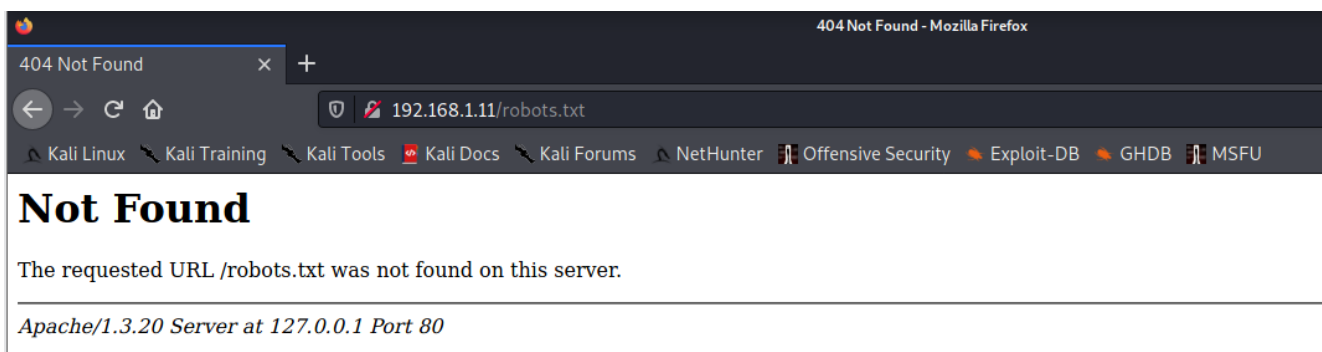 404 Not Found - Mozilla Firefox
404 Not Found
192.168.1.11/robots.txt
Kali Linux Kali Training Kali Tools Kali Docs Kali Forums NetHunter Offensive Security Exploit-DB GHDB MSFU
Not Found
The requested URL /robots.txt was not found on this server.
Apache/1.3.20 Server at 127.0.0.1 Port 80